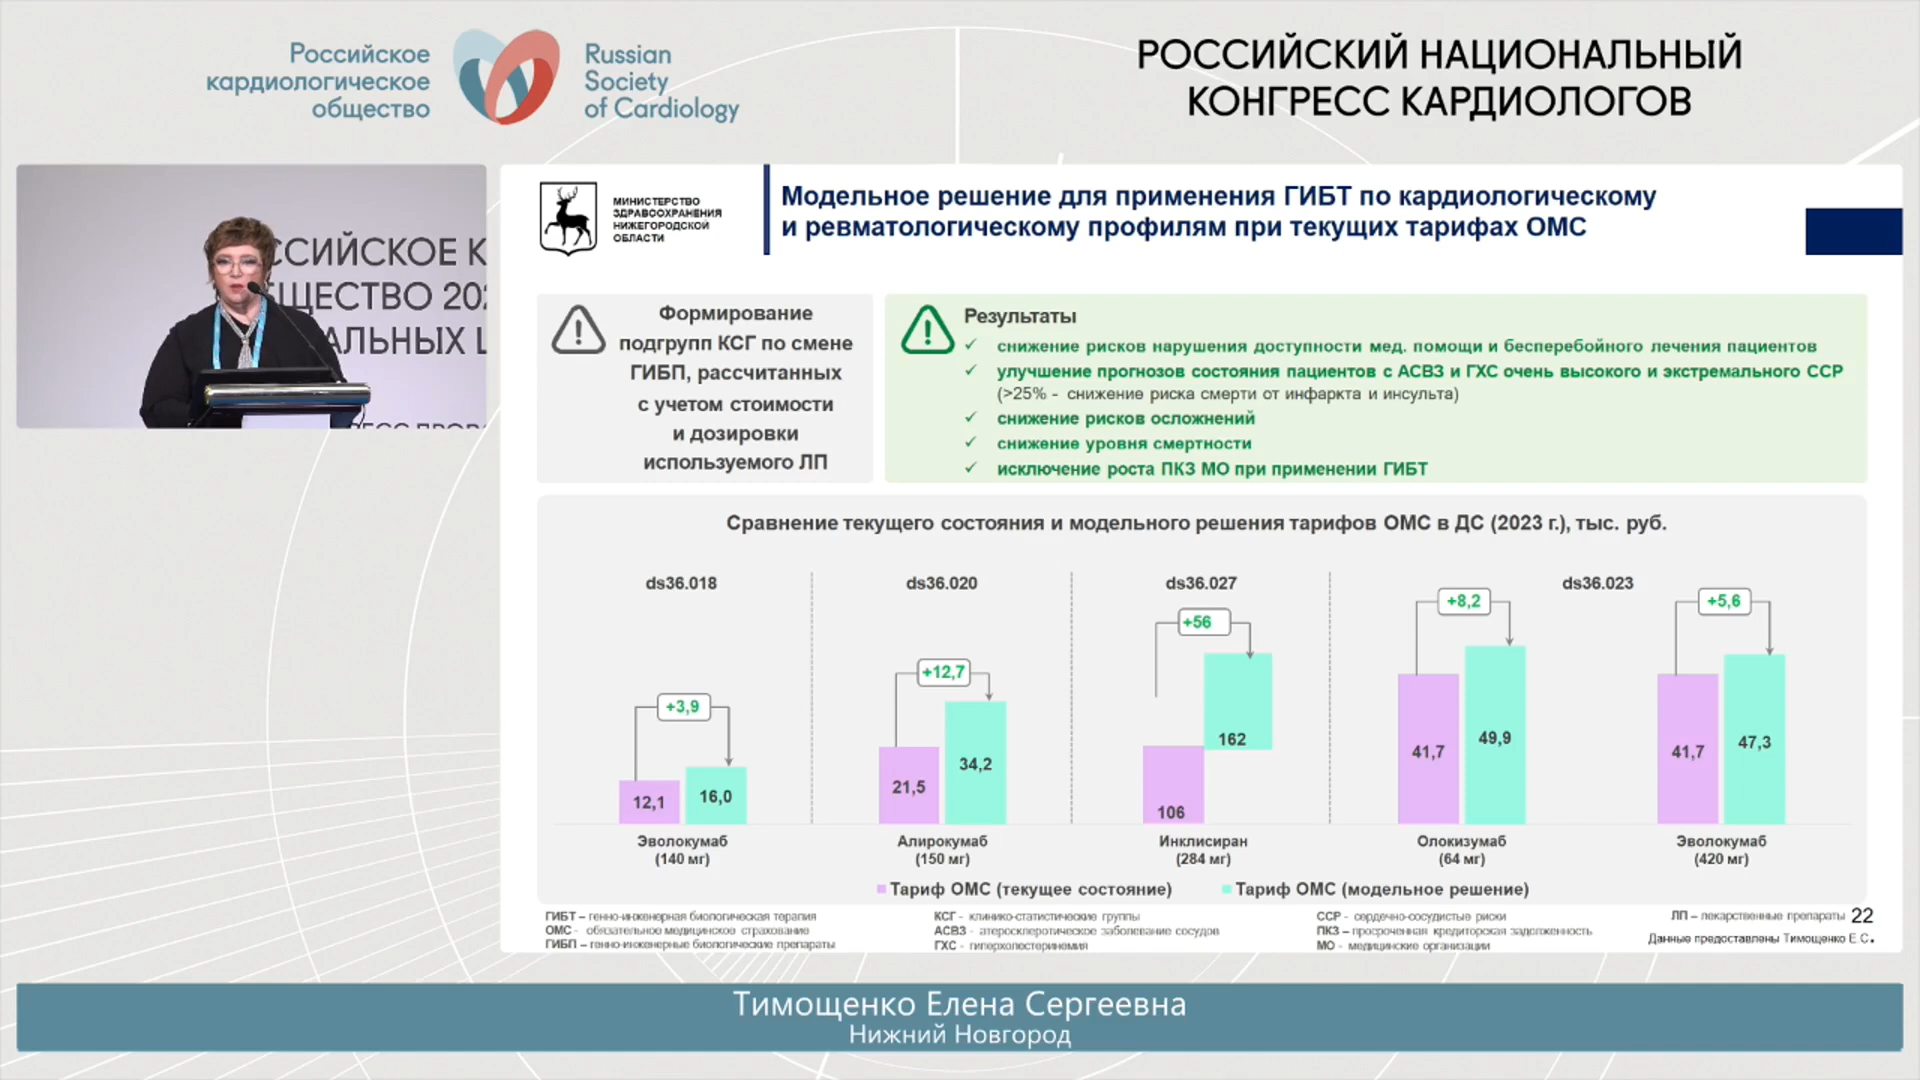 Российское
кардиологическое
общество
Russian
Society
of Cardiology
РОССИЙСКИЙ НАЦИОНАЛЬНЫЙ
КОНГРЕСС КАРДИОЛОГОВ
МИНИСТЕРСТВО
ЗДРАВООХРАНЕНИЯ
НИЖЕГОРОДСКОЙ
ОБЛАСТИ
Модельное решение для применения ГИБТ по кардиологическому
и ревматологическому профилям при текущих тарифах ОМС
Формирование
подгрупп КСГ по смене
ГИБП, рассчитанных
с учетом стоимости
и дозировки
используемого ЛП
Результаты
✓ снижение рисков нарушения доступности мед. помощи и бесперебойного лечения пациентов
✓ улучшение прогнозов состояния пациентов с АСВЗ и ГХС очень высокого и экстремального ССР
(>25% - снижение риска смерти от инфаркта и инсульта)
✓ снижение рисков осложнений
✓ снижение уровня смертности
✓ исключение роста ПКЗ МО при применении ГИБТ
Сравнение текущего состояния и модельного решения тарифов ОМС в ДС (2023 г.), тыс. руб.
ds36.018
ds36.020
ds36.027
ds36.023
+3,9
+12,7
+56
+8,2
+5,6
12,1
16,0
21,5
34,2
106
162
41,7
49,9
41,7
47,3
Эволокумаб
(140 мг)
Алирокумаб
(150 мг)
Инклисиран
(284 мг)
Олокизумаб
(64 мг)
Эволокумаб
(420 мг)
Тариф ОМС (текущее состояние)
Тариф ОМС (модельное решение)
ГИБТ – генно-инженерная биологическая терапия
ОМС - обязательное медицинское страхование
ГИБП – генно-инженерные биологические препараты
КСГ - клинико-статистические группы
АСВЗ - атеросклеротическое заболевание сосудов
ГХС - гиперхолестеринемия
ССР - сердечно-сосудистые риски
ПКЗ – просроченная кредиторская задолженность
МО - медицинские организации
ЛП – лекарственные препараты 22
Данные предоставлены Тимощенко Е.С.
ССИЙСКОЕ К
ЩЕСТВО 20
АЛЬНЫХ Ц
Тимощенко Елена Сергеевна
Нижний Новгород